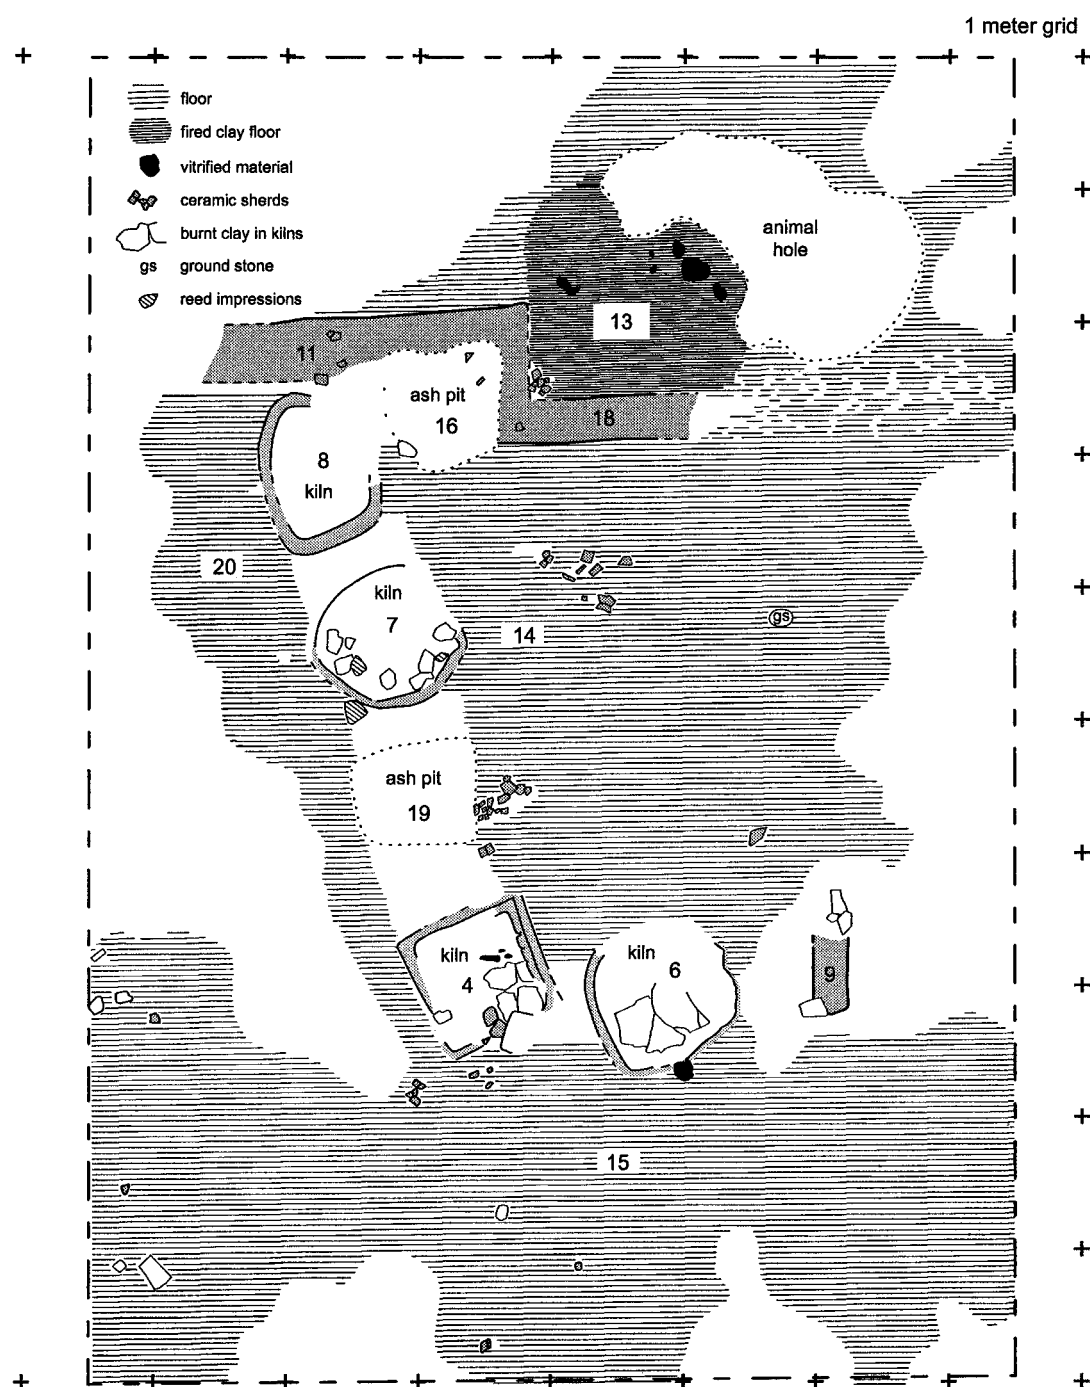 1 meter grid
floor
fired clay floor
vitrified material
ceramic sherds
burnt clay in kilns
gs ground stone
reed impressions
animal
hole
13
11
ash pit
16
18
8
kiln
20
kiln
7
14
gs
ash pit
19
kiln
4
kiln
6
9
15